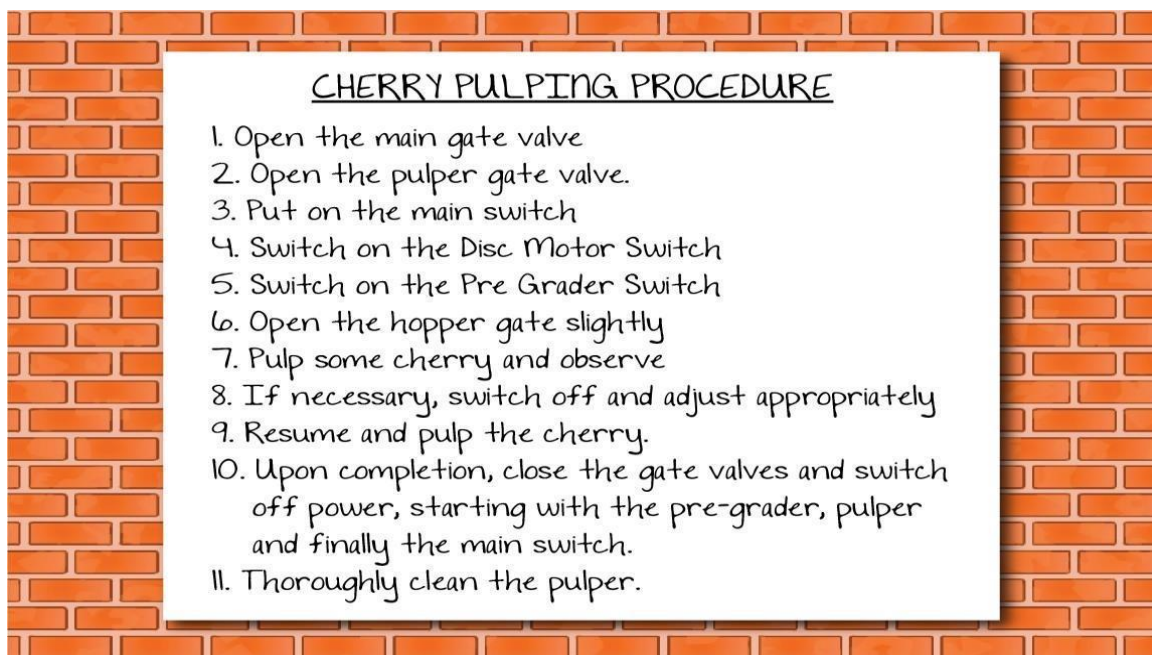 CHERRY PULPING PROCEDURE
1. Open the main gate valve
2. Open the pulper gate valve.
3. Put on the main switch
4. Switch on the Disc Motor Switch
5. Switch on the Pre Grader Switch
6. Open the hopper gate slightly
7. Pulp some cherry and observe
8. If necessary, switch off and adjust appropriately
9. Resume and pulp the cherry.
10. Upon completion, close the gate valves and switch
off power, starting with the pre-grader, pulper
and finally the main switch.
11. Thoroughly clean the pulper.